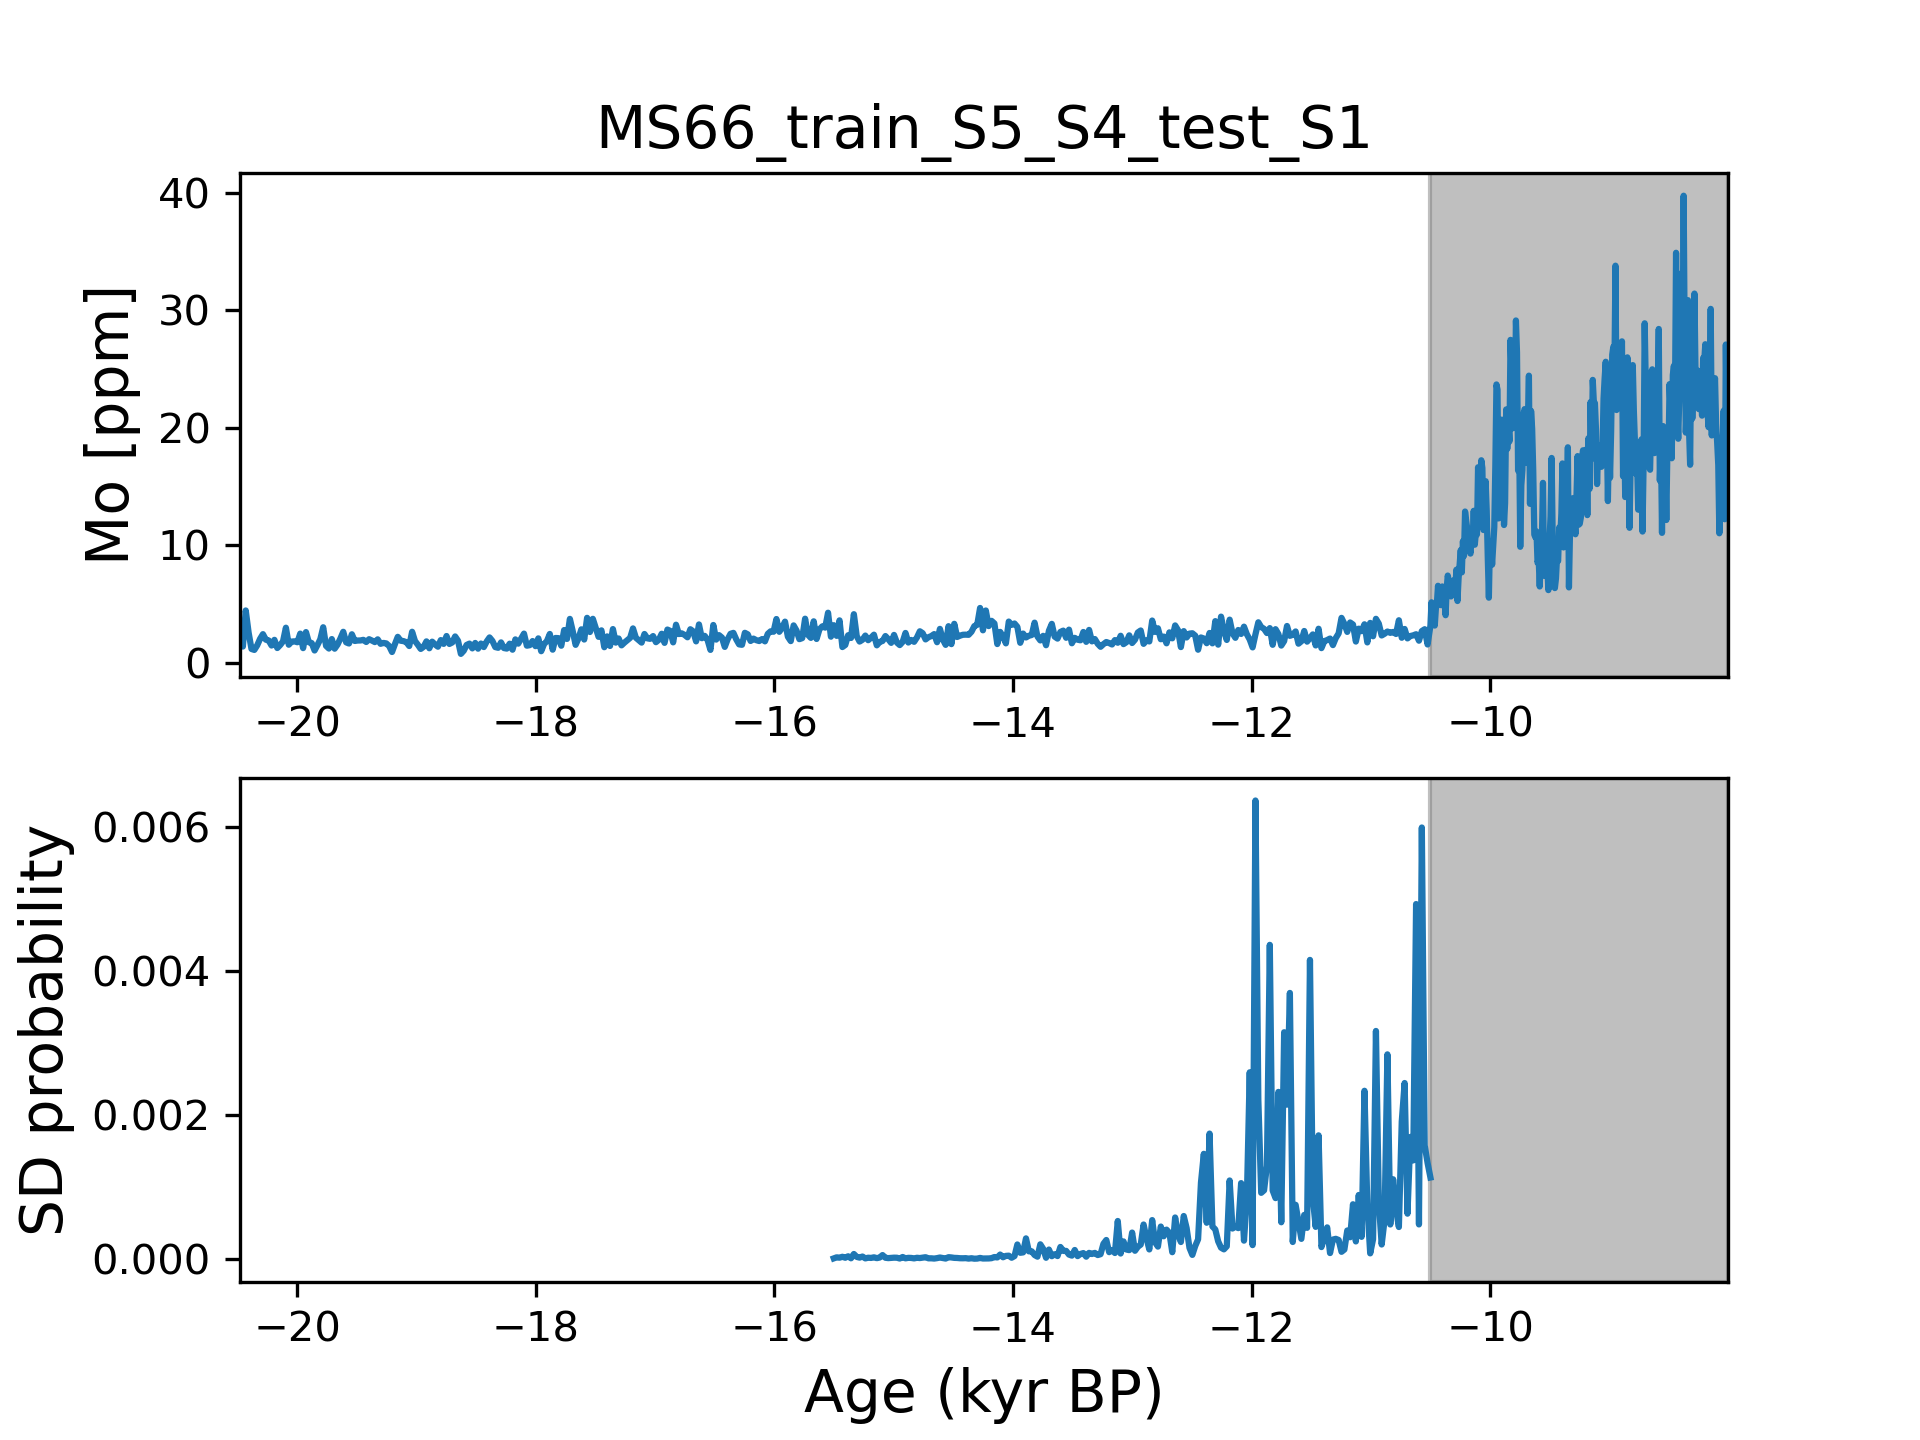 MS66_train_S5_S4_test_S1
Mo [ppm]
40
30
20
10
0
−20 −18 −16 −14 −12 −10
SD probability
0.006
0.004
0.002
0.000
−20 −18 −16 −14 −12 −10
Age (kyr BP)